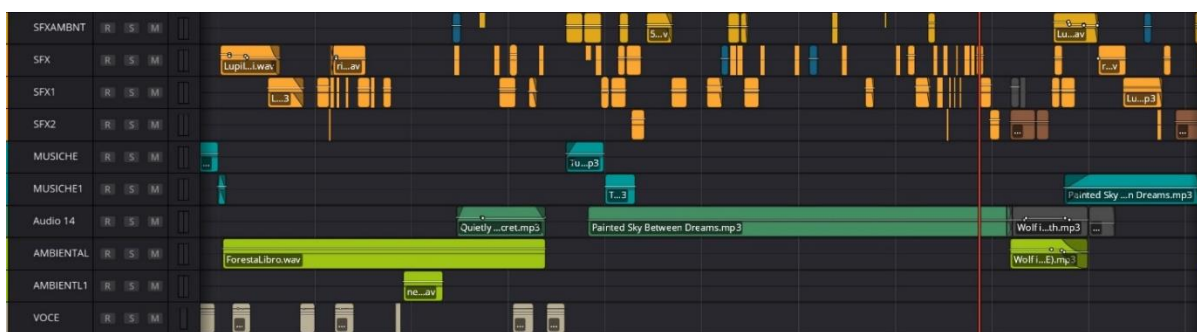 SFXAMBNT R S M 5...v Lu...av
SFX R S M Lupil...i.wav ri...av r...v
SFX1 R S M L...3 Lu...p3
SFX2 R S M ... ...
MUSICHE R S M ... Tu...p3
MUSICHE1 R S M T...3 Painted Sky ...n Dreams.mp3
Audio 14 R S M Quietly ...cret.mp3 Painted Sky Between Dreams.mp3 Wolf i...th.mp3 ...
AMBIENTAL R S M ForestaLibro.wav Wolf i...E).mp3
AMBIENTL1 R S M ne...av
VOCE R S M ... ... ... ...